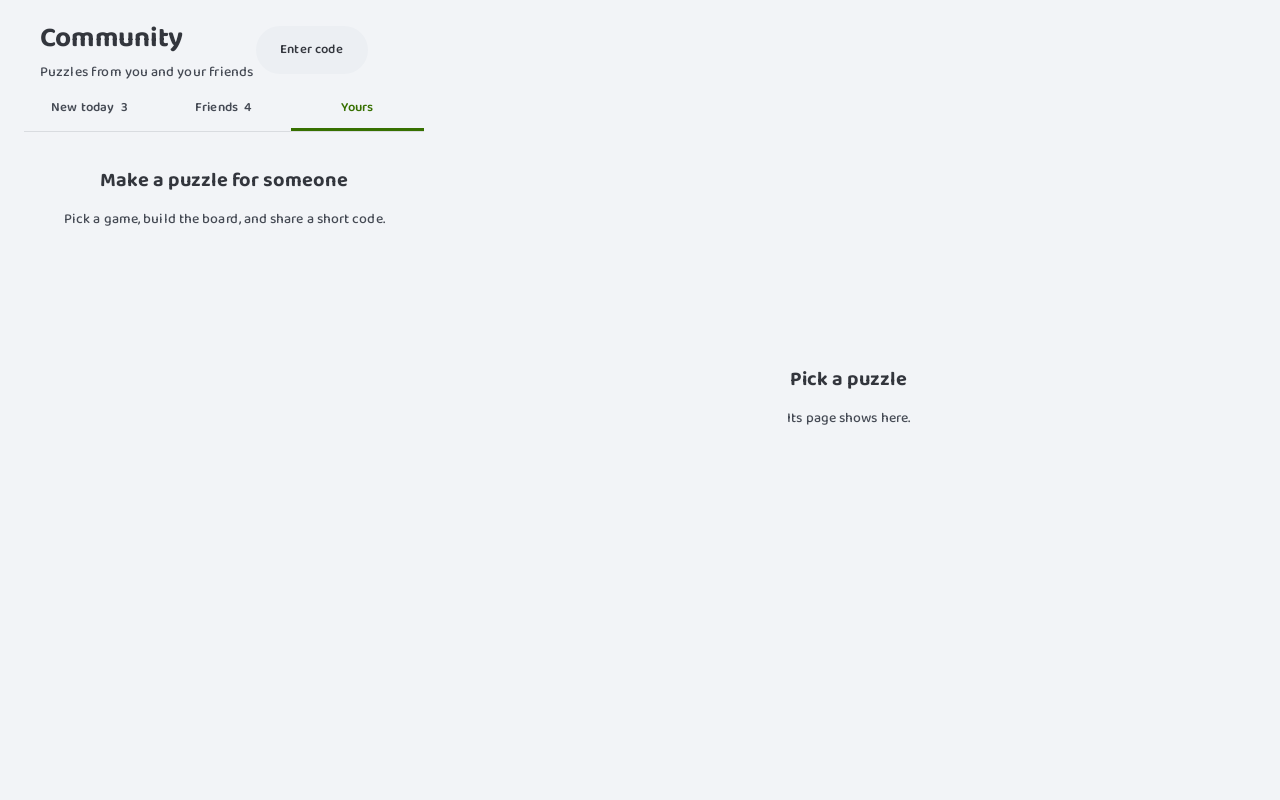 Community
Enter code
Puzzles from you and your friends
New today 3
Friends 4
Yours
Make a puzzle for someone
Pick a game, build the board, and share a short code.
Pick a puzzle
Its page shows here.